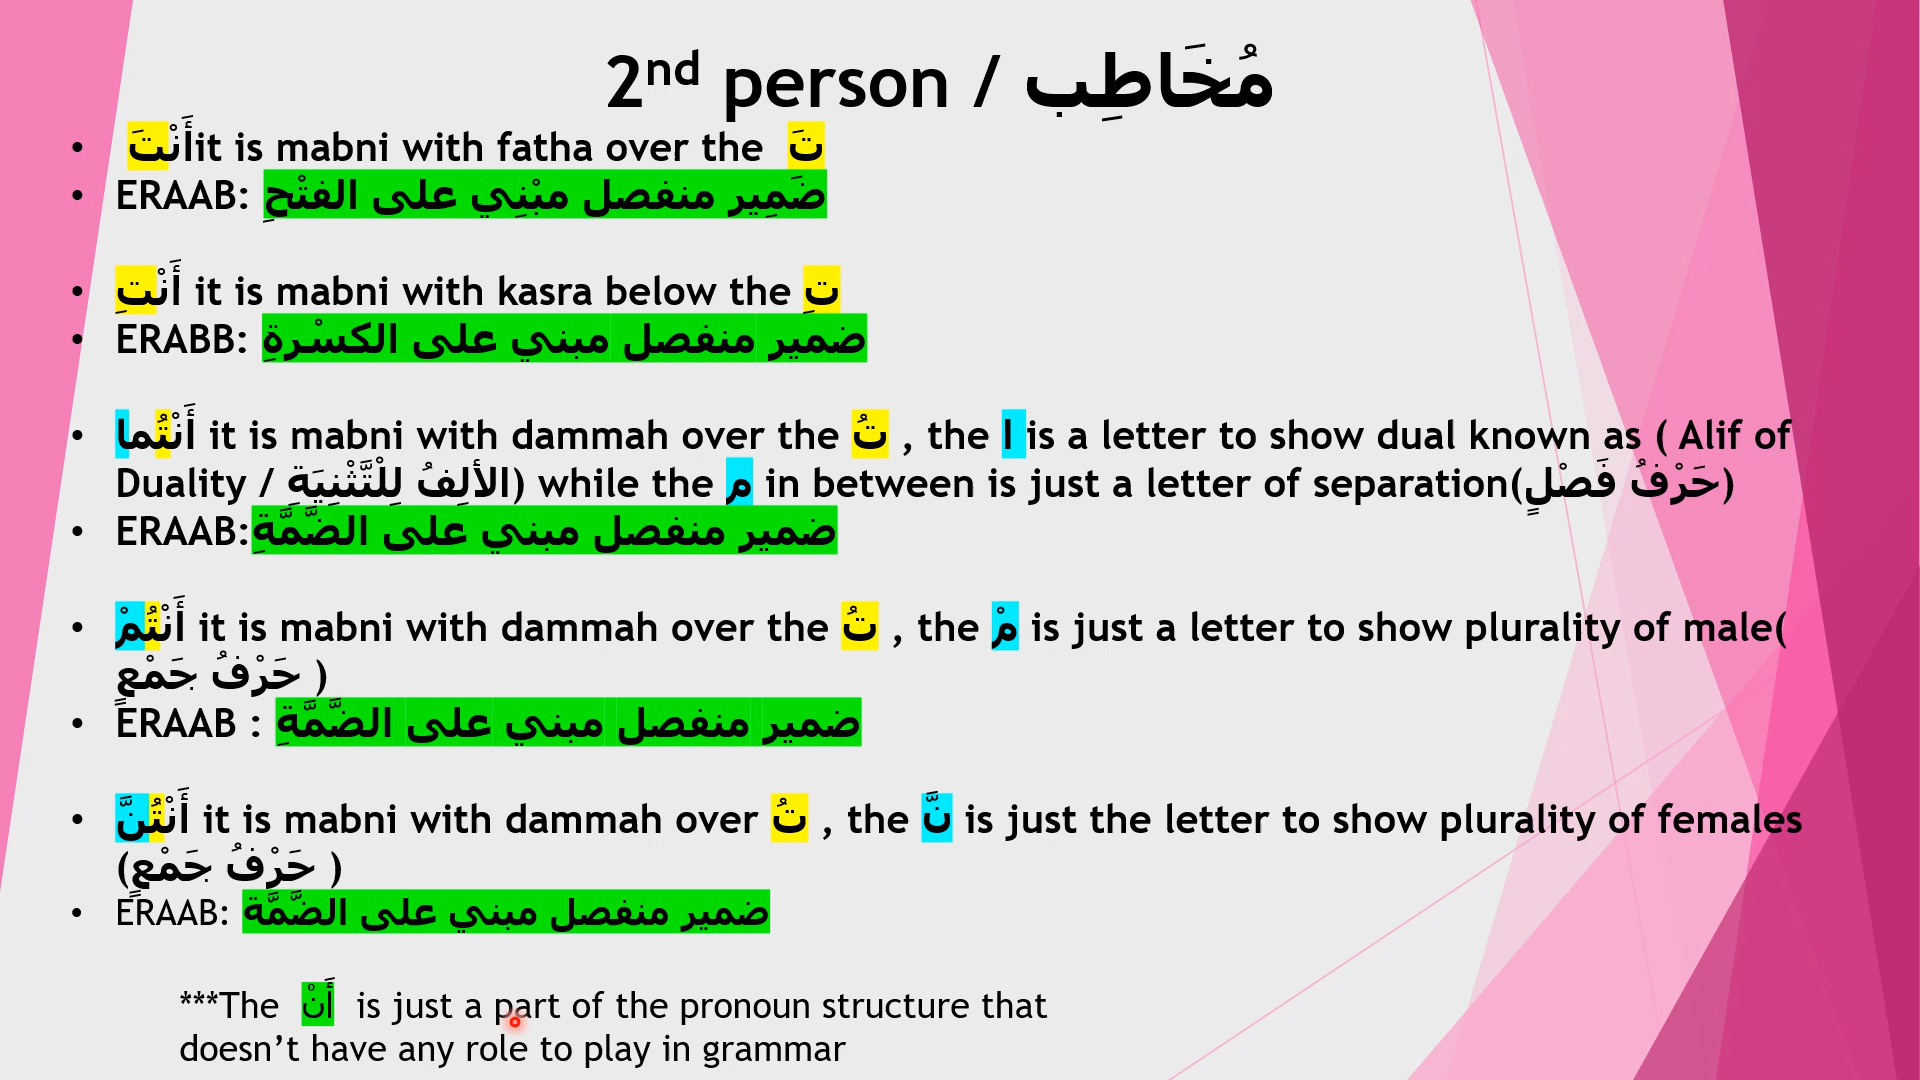 2nd person / مُخَاطِب
• أَنْتَ it is mabni with fatha over the تَ
• ERAAB: ضَمِير منفصل مبْنِي على الفتْحِ
• أَنْتِ it is mabni with kasra below the تِ
• ERABB: ضمير منفصل مبني على الكسْرةِ
• أَنْتُما it is mabni with dammah over the تُ , the ا is a letter to show dual known as ( Alif of
Duality / الألِفُ لِلْتَّثْنِيَةِ) while the م in between is just a letter of separation(حَرْفُ فَصْلٍ)
• ERAAB: ضمير منفصل مبني على الضَّمَّةِ
• أَنْتُمْ it is mabni with dammah over the تُ , the مْ is just a letter to show plurality of male(
حَرْفُ جَمْعٍ )
• ERAAB : ضمير منفصل مبني على الضَّمَّةِ
• أَنْتُنَّ it is mabni with dammah over تُ , the نَّ is just the letter to show plurality of females
(حَرْفُ جَمْعٍ )
• ERAAB: ضمير منفصل مبني على الضَّمَّة
***The أَنْ is just a part of the pronoun structure that
doesn’t have any role to play in grammar